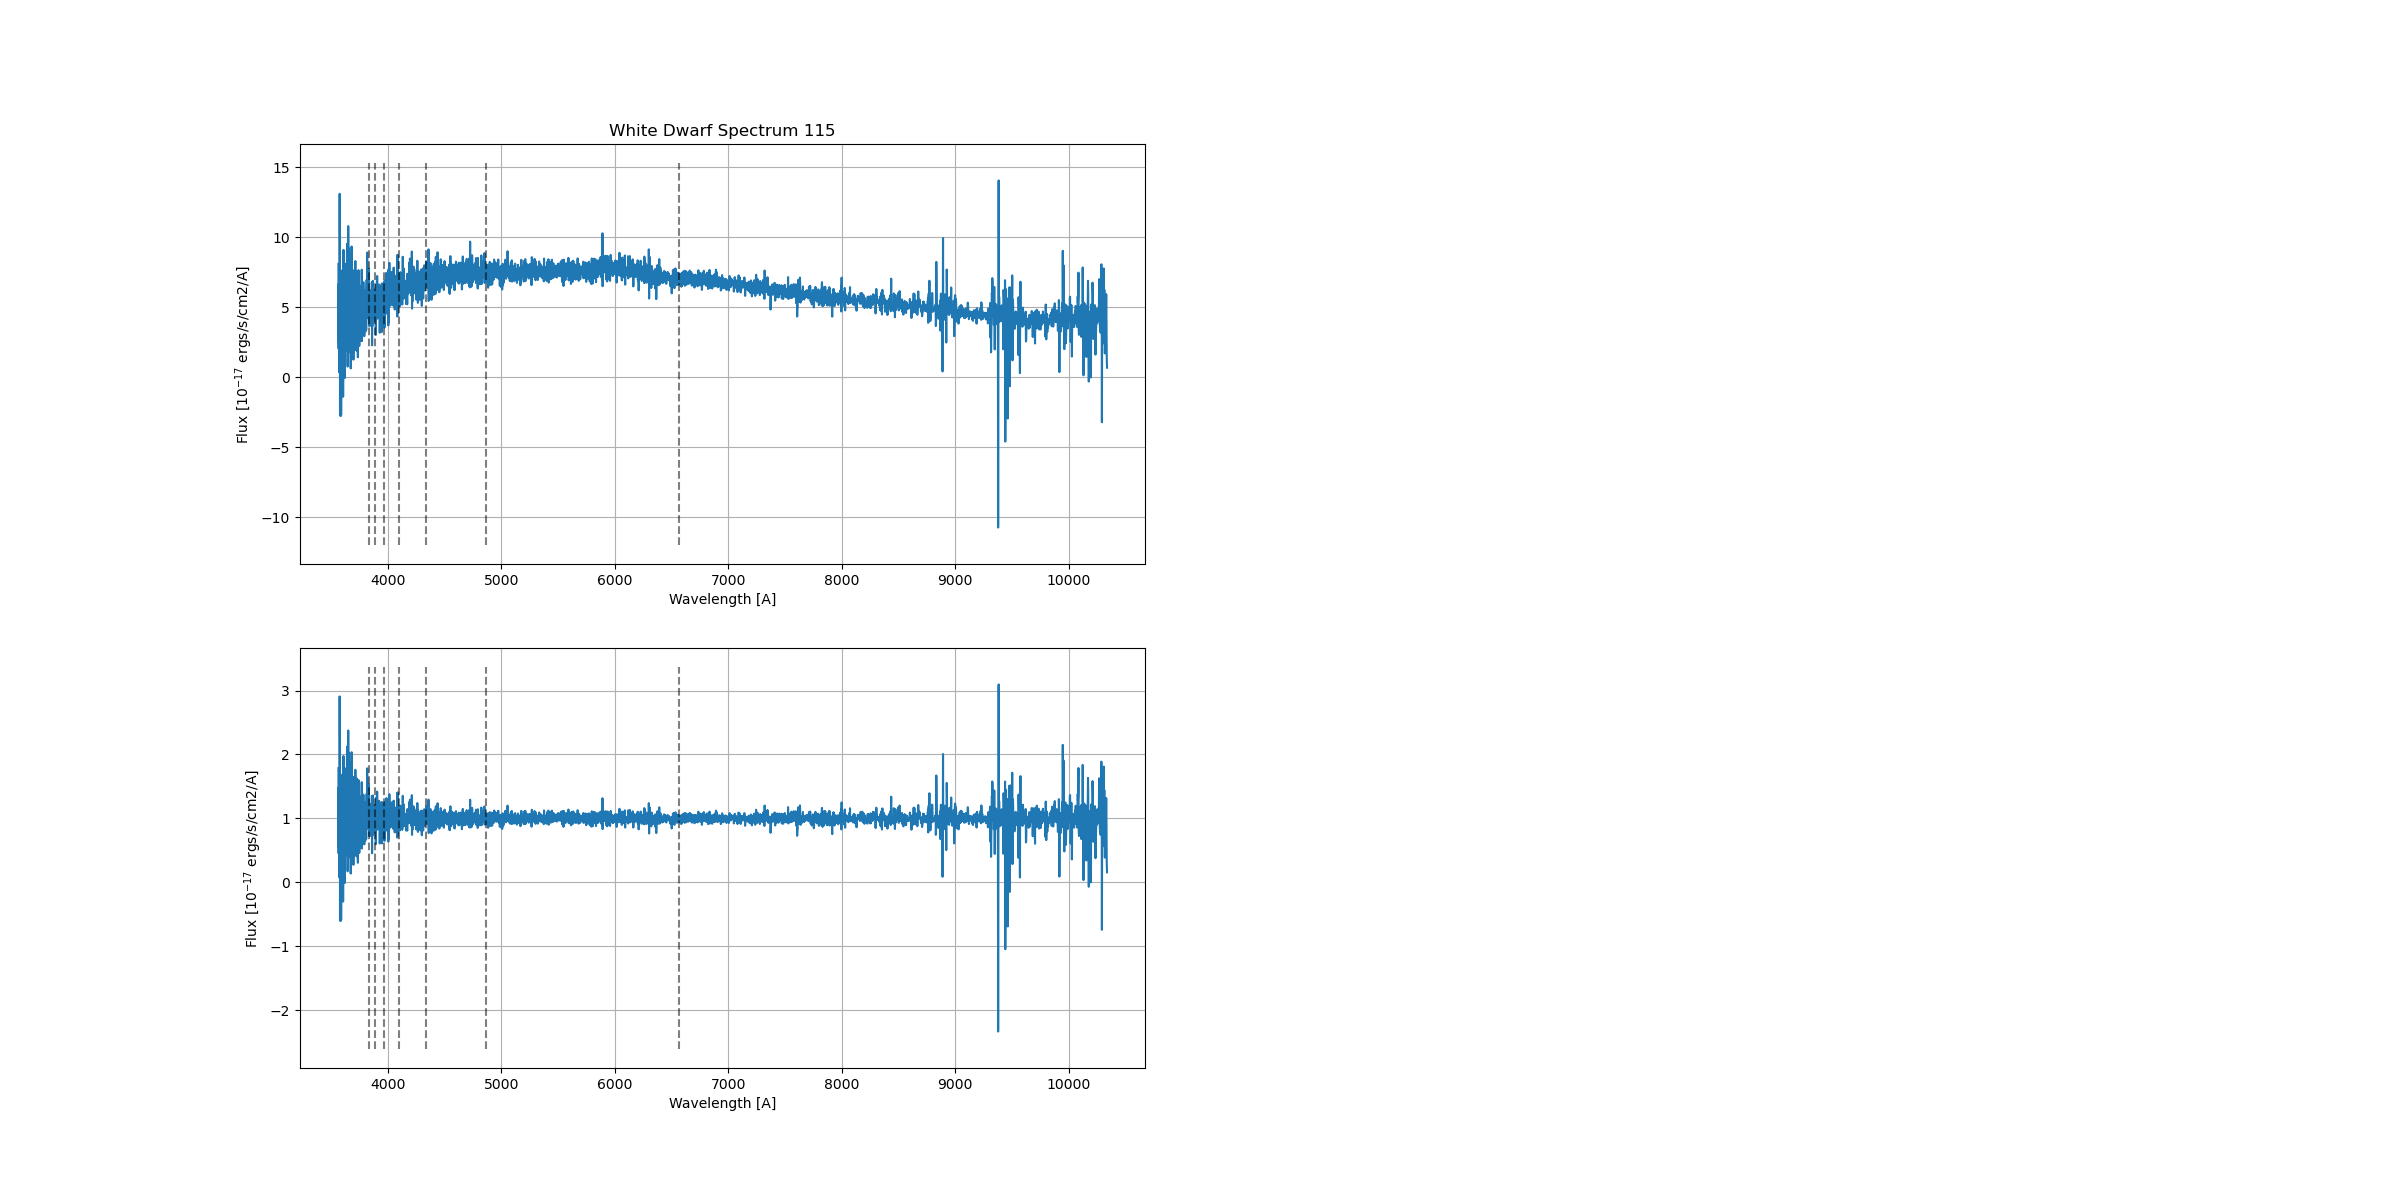 White Dwarf Spectrum 115
15
10
5
0
−5
−10
Flux [10⁻¹⁷ ergs/s/cm2/A]
4000 5000 6000 7000 8000 9000 10000
Wavelength [A]
3
2
1
0
−1
−2
Flux [10⁻¹⁷ ergs/s/cm2/A]
4000 5000 6000 7000 8000 9000 10000
Wavelength [A]